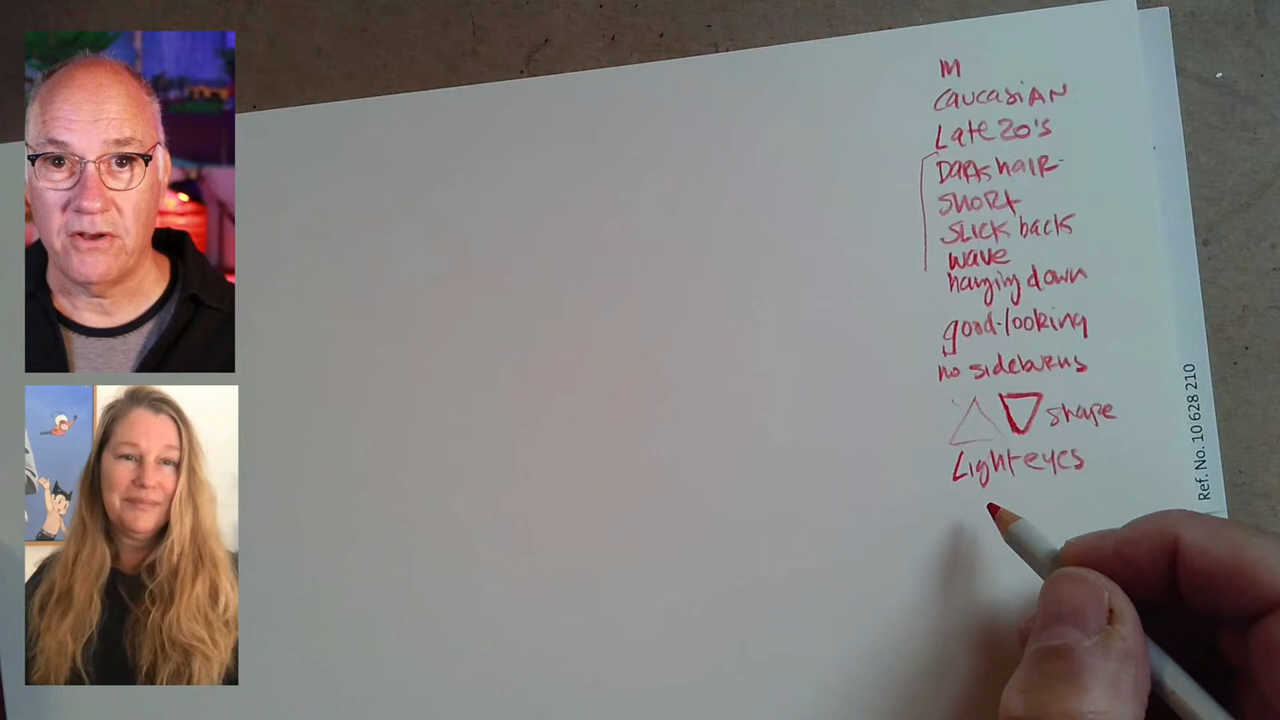 M
CAUCASIAN
Late 20's
DARK hair
SHORT
SLICK back
WAVE
hanging down
good-looking
no sideburns
shape
Light eyes
Ref. No. 10 628 210